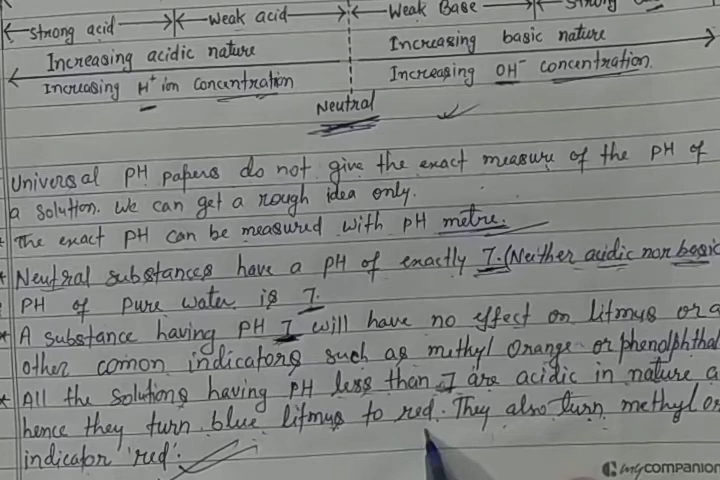 strong acid weak acid Weak Base
Increasing acidic nature Increasing basic nature
Increasing H⁺ ion concentration Increasing OH⁻ concentration
Neutral
Universal PH papers do not give the exact measure of the PH of
a solution. We can get a rough idea only.
The exact PH can be measured with PH metre.
* Neutral substances have a PH of exactly 7. (Neither acidic nor basic
PH of pure water is 7.
* A substance having PH 7 will have no effect on litmus or a
other comon indicators such as methyl orange or phenolphthal
* All the solutions having PH less than 7 are acidic in nature a
hence they turn blue litmus to red. They also turn methyl or
indicator 'red'.
mycompanion